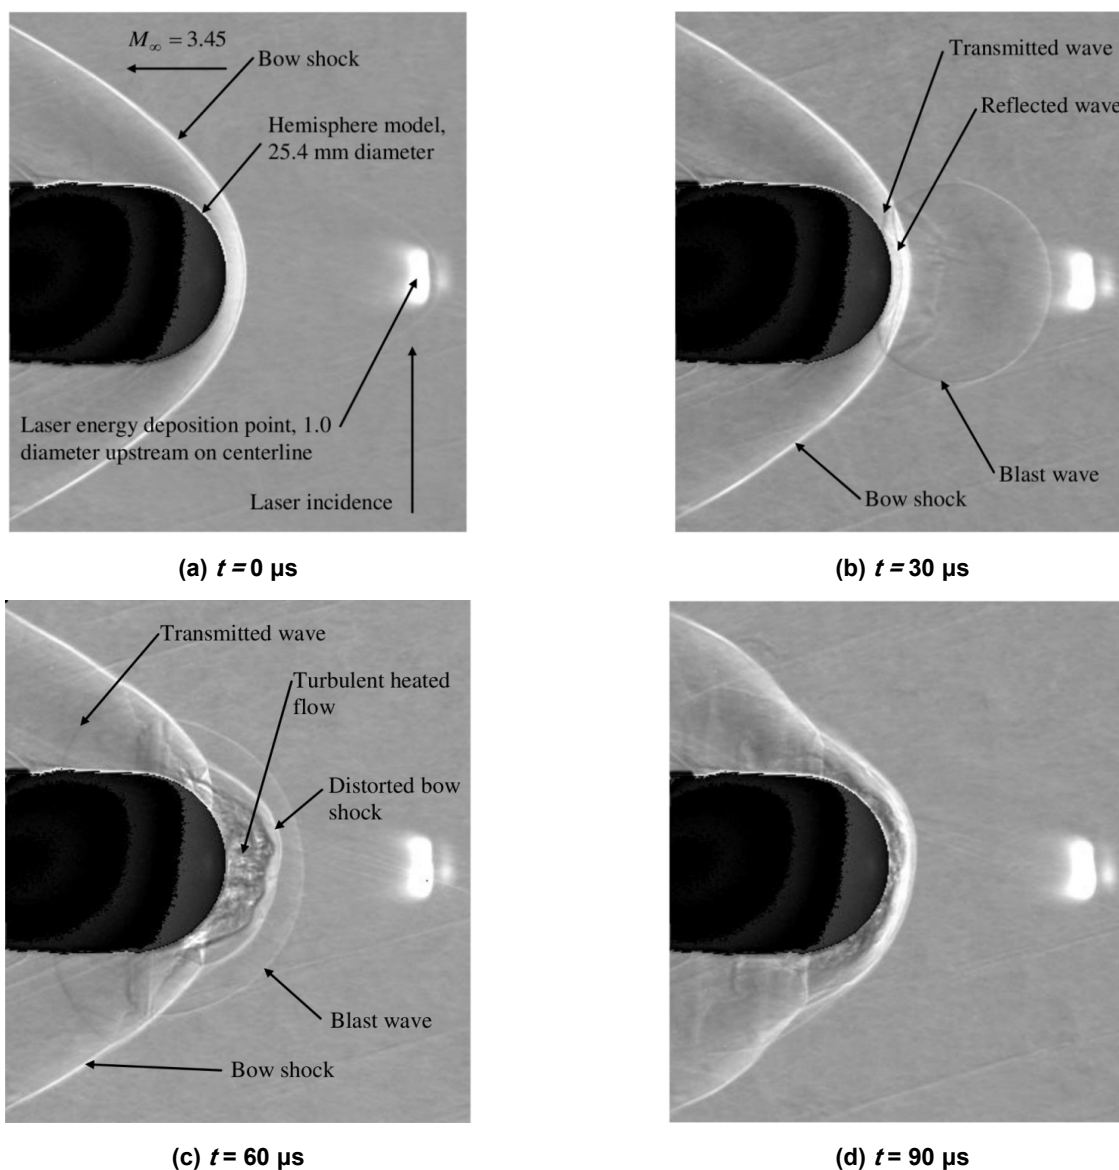 M∞ = 3.45
Bow shock
Hemisphere model,
25.4 mm diameter
Laser energy deposition point, 1.0
diameter upstream on centerline
Laser incidence
(a) t = 0 µs
Transmitted wave
Reflected wave
Blast wave
Bow shock
(b) t = 30 µs
Transmitted wave
Turbulent heated
flow
Distorted bow
shock
Blast wave
Bow shock
(c) t = 60 µs
(d) t = 90 µs